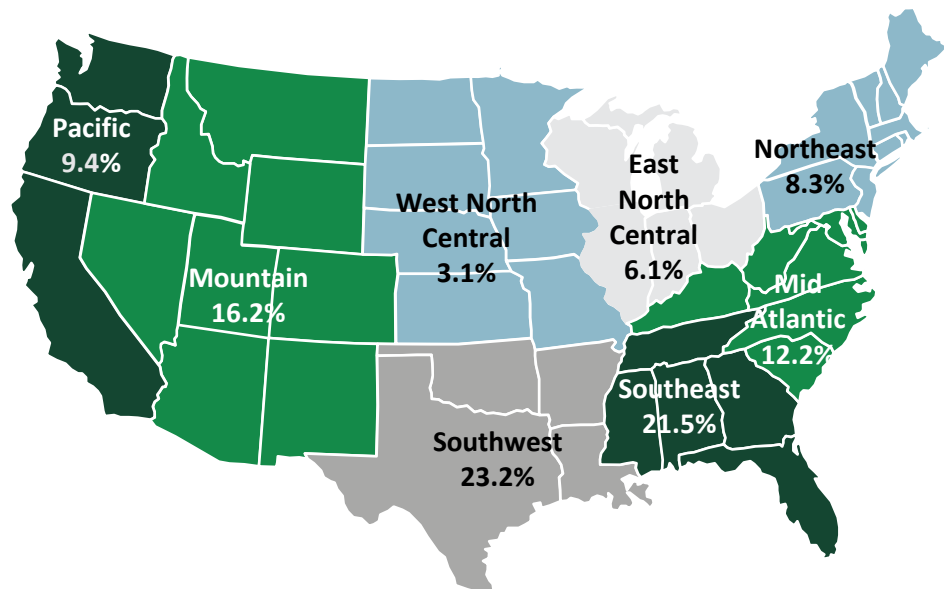 Pacific
9.4%
Mountain
16.2%
West North
Central
3.1%
East
North
Central
6.1%
Northeast
8.3%
Mid
Atlantic
12.2%
Southeast
21.5%
Southwest
23.2%